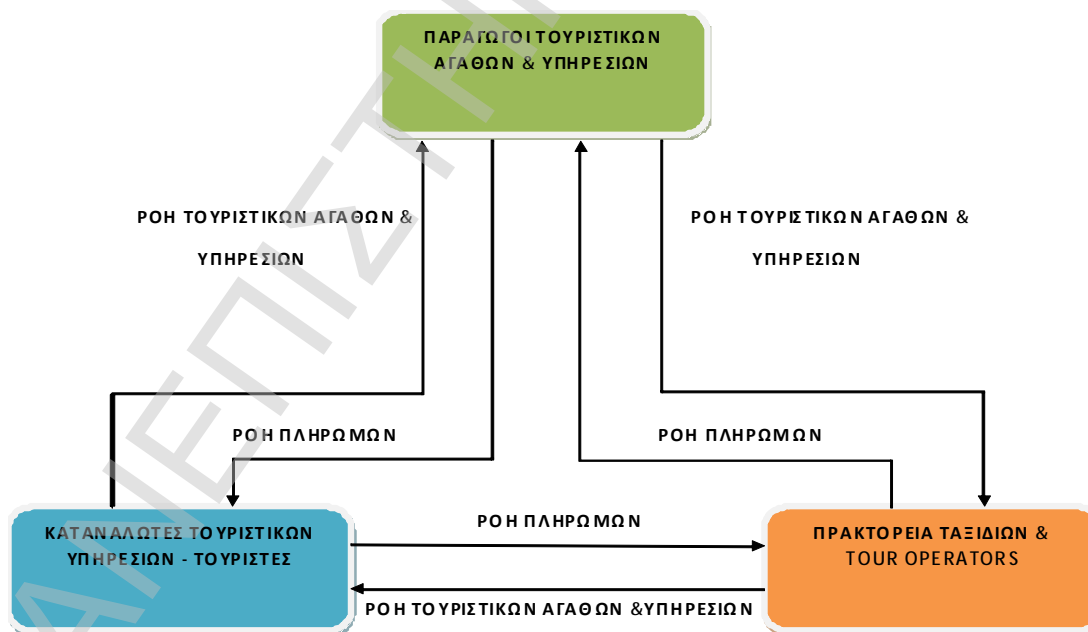 ΠΑΡΑΓΩΓΟΙ ΤΟΥΡΙΣΤΙΚΩΝ
ΑΓΑΘΩΝ & ΥΠΗΡΕΣΙΩΝ
ΡΟΗ ΤΟΥΡΙΣΤΙΚΩΝ ΑΓΑΘΩΝ &
ΥΠΗΡΕΣΙΩΝ
ΡΟΗ ΤΟΥΡΙΣΤΙΚΩΝ ΑΓΑΘΩΝ &
ΥΠΗΡΕΣΙΩΝ
ΡΟΗ ΠΛΗΡΩΜΩΝ
ΡΟΗ ΠΛΗΡΩΜΩΝ
ΚΑΤΑΝΑΛΩΤΕΣ ΤΟΥΡΙΣΤΙΚΩΝ
ΥΠΗΡΕΣΙΩΝ - ΤΟΥΡΙΣΤΕΣ
ΡΟΗ ΠΛΗΡΩΜΩΝ
ΠΡΑΚΤΟΡΕΙΑ ΤΑΞΙΔΙΩΝ &
TOUR OPERATORS
ΡΟΗ ΤΟΥΡΙΣΤΙΚΩΝ ΑΓΑΘΩΝ &ΥΠΗΡΕΣΙΩΝ